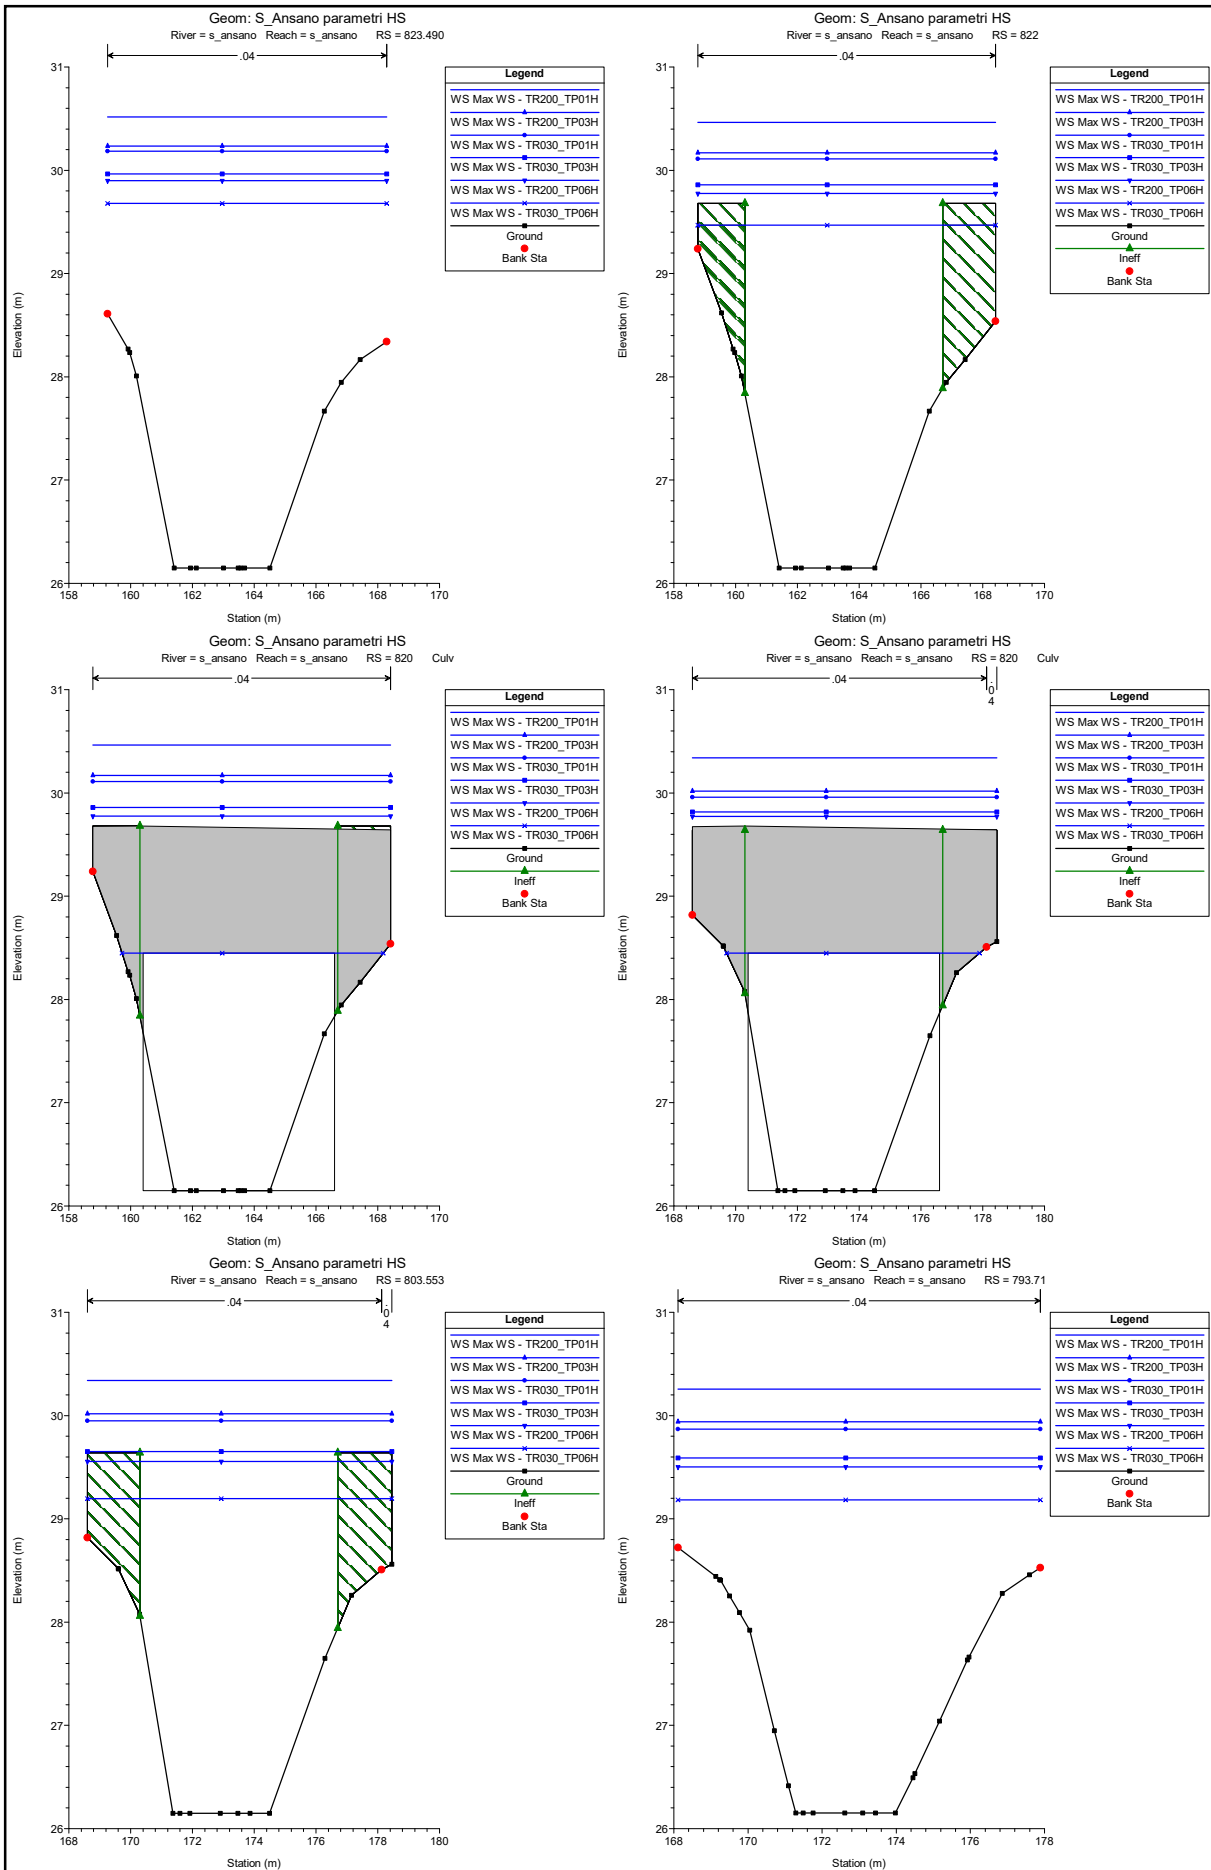 Geom: S_Ansano parametri HS
River = s_ansano Reach = s_ansano RS = 823.490
.04
Legend
WS Max WS - TR200_TP01H
WS Max WS - TR200_TP03H
WS Max WS - TR030_TP01H
WS Max WS - TR030_TP03H
WS Max WS - TR200_TP06H
WS Max WS - TR030_TP06H
Ground
Bank Sta
31
30
29
28
27
26
Elevation (m)
158 160 162 164 166 168 170
Station (m)
Geom: S_Ansano parametri HS
River = s_ansano Reach = s_ansano RS = 822
.04
Legend
WS Max WS - TR200_TP01H
WS Max WS - TR200_TP03H
WS Max WS - TR030_TP01H
WS Max WS - TR030_TP03H
WS Max WS - TR200_TP06H
WS Max WS - TR030_TP06H
Ground
Ineff
Bank Sta
31
30
29
28
27
26
Elevation (m)
158 160 162 164 166 168 170
Station (m)
Geom: S_Ansano parametri HS
River = s_ansano Reach = s_ansano RS = 820 Culv
.04
Legend
WS Max WS - TR200_TP01H
WS Max WS - TR200_TP03H
WS Max WS - TR030_TP01H
WS Max WS - TR030_TP03H
WS Max WS - TR200_TP06H
WS Max WS - TR030_TP06H
Ground
Ineff
Bank Sta
31
30
29
28
27
26
Elevation (m)
158 160 162 164 166 168 170
Station (m)
Geom: S_Ansano parametri HS
River = s_ansano Reach = s_ansano RS = 820 Culv
.04
.04
Legend
WS Max WS - TR200_TP01H
WS Max WS - TR200_TP03H
WS Max WS - TR030_TP01H
WS Max WS - TR030_TP03H
WS Max WS - TR200_TP06H
WS Max WS - TR030_TP06H
Ground
Ineff
Bank Sta
31
30
29
28
27
26
Elevation (m)
168 170 172 174 176 178 180
Station (m)
Geom: S_Ansano parametri HS
River = s_ansano Reach = s_ansano RS = 803.553
.04
.04
Legend
WS Max WS - TR200_TP01H
WS Max WS - TR200_TP03H
WS Max WS - TR030_TP01H
WS Max WS - TR030_TP03H
WS Max WS - TR200_TP06H
WS Max WS - TR030_TP06H
Ground
Ineff
Bank Sta
31
30
29
28
27
26
Elevation (m)
168 170 172 174 176 178 180
Station (m)
Geom: S_Ansano parametri HS
River = s_ansano Reach = s_ansano RS = 793.71
.04
Legend
WS Max WS - TR200_TP01H
WS Max WS - TR200_TP03H
WS Max WS - TR030_TP01H
WS Max WS - TR030_TP03H
WS Max WS - TR200_TP06H
WS Max WS - TR030_TP06H
Ground
Bank Sta
31
30
29
28
27
26
Elevation (m)
168 170 172 174 176 178
Station (m)